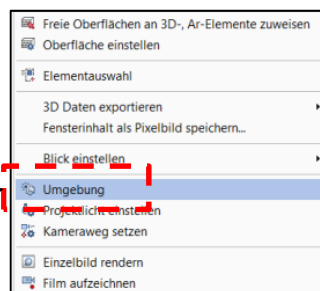 Freie Oberflächen an 3D-, Ar-Elemente zuweisen
Oberfläche einstellen
Elementauswahl
3D Daten exportieren
Fensterinhalt als Pixelbild speichern...
Blick einstellen
Umgebung
Projektlicht einstellen
Kameraweg setzen
Einzelbild rendern
Film aufzeichnen